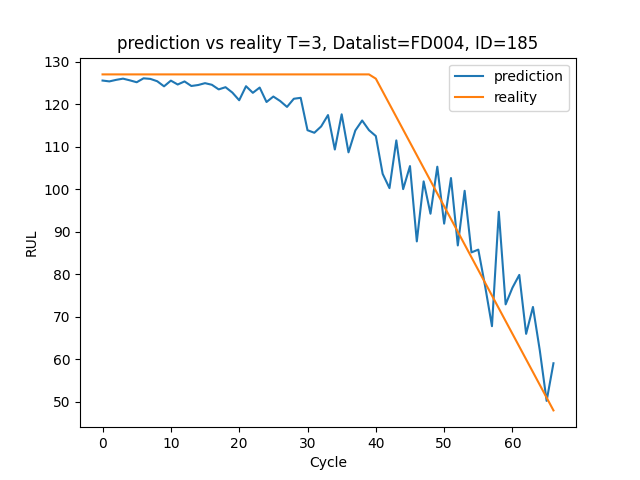 prediction vs reality T=3, Datalist=FD004, ID=185
prediction
reality
RUL
130
120
110
100
90
80
70
60
50
0 10 20 30 40 50 60
Cycle